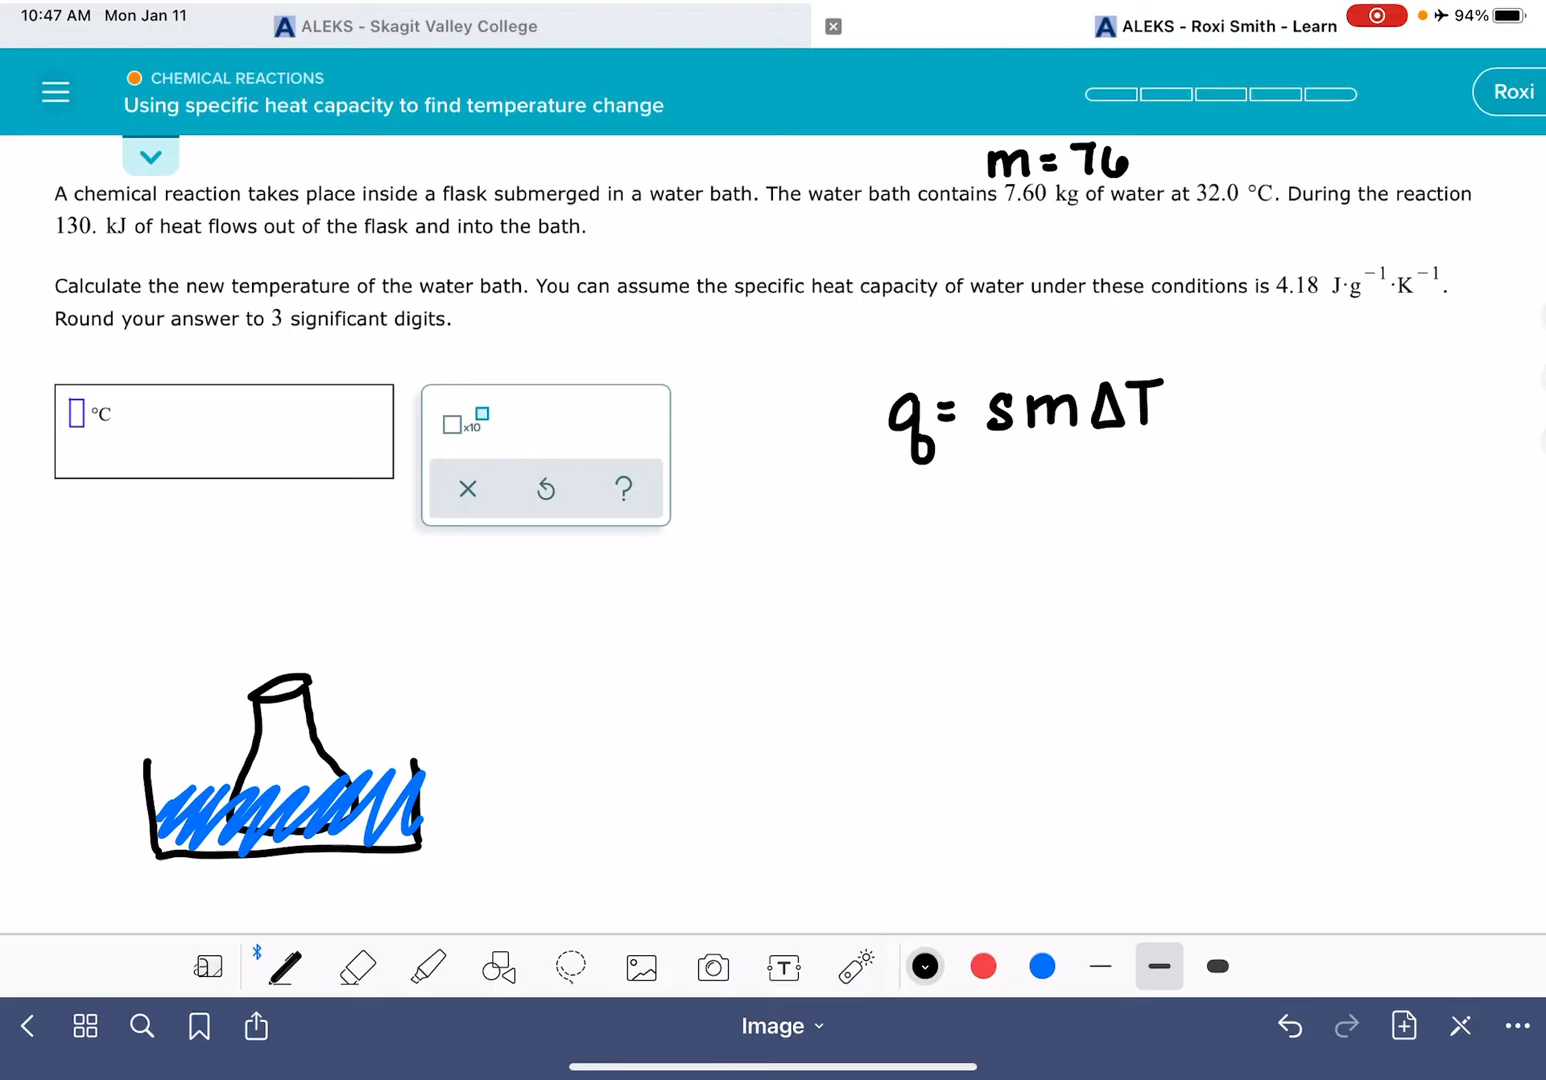 10:47 AM Mon Jan 11
94%
ALEKS - Skagit Valley College
ALEKS - Roxi Smith - Learn
CHEMICAL REACTIONS
Using specific heat capacity to find temperature change
Roxi
m = 76
A chemical reaction takes place inside a flask submerged in a water bath. The water bath contains 7.60 kg of water at 32.0 °C. During the reaction
130. kJ of heat flows out of the flask and into the bath.
Calculate the new temperature of the water bath. You can assume the specific heat capacity of water under these conditions is 4.18 J·g⁻¹·K⁻¹.
Round your answer to 3 significant digits.
°C
x10
?
q = s m ΔT
T
Image